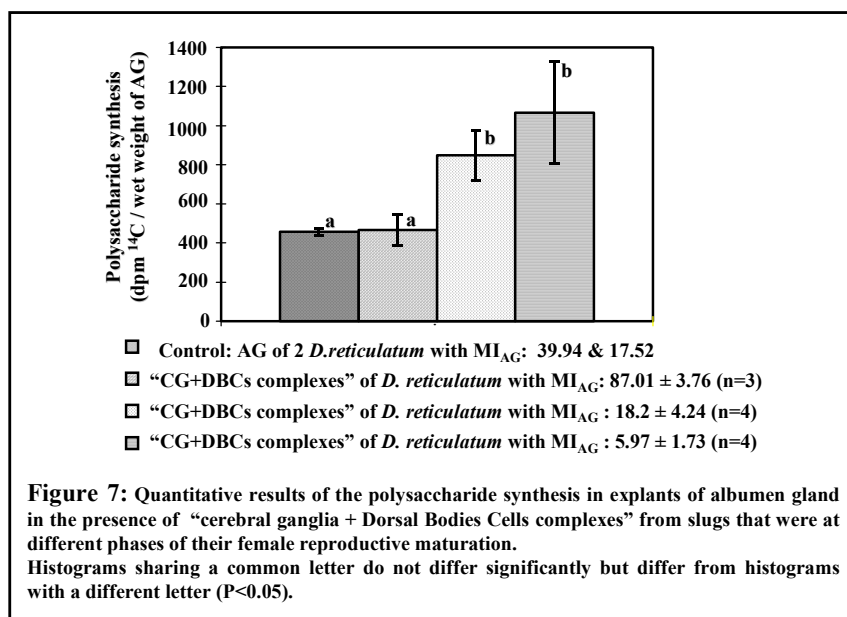 1400
1200
1000
800
600
400
200
0
Polysaccharide synthesis
(dpm ¹⁴C / wet weight of AG)
a
a
b
b
Control: AG of 2 D.reticulatum with MI_AG: 39.94 & 17.52
“CG+DBCs complexes” of D. reticulatum with MI_AG: 87.01 ± 3.76 (n=3)
“CG+DBCs complexes” of D. reticulatum with MI_AG : 18.2 ± 4.24 (n=4)
“CG+DBCs complexes” of D. reticulatum with MI_AG : 5.97 ± 1.73 (n=4)
Figure 7: Quantitative results of the polysaccharide synthesis in explants of albumen gland
in the presence of “cerebral ganglia + Dorsal Bodies Cells complexes” from slugs that were at
different phases of their female reproductive maturation.
Histograms sharing a common letter do not differ significantly but differ from histograms
with a different letter (P<0.05).